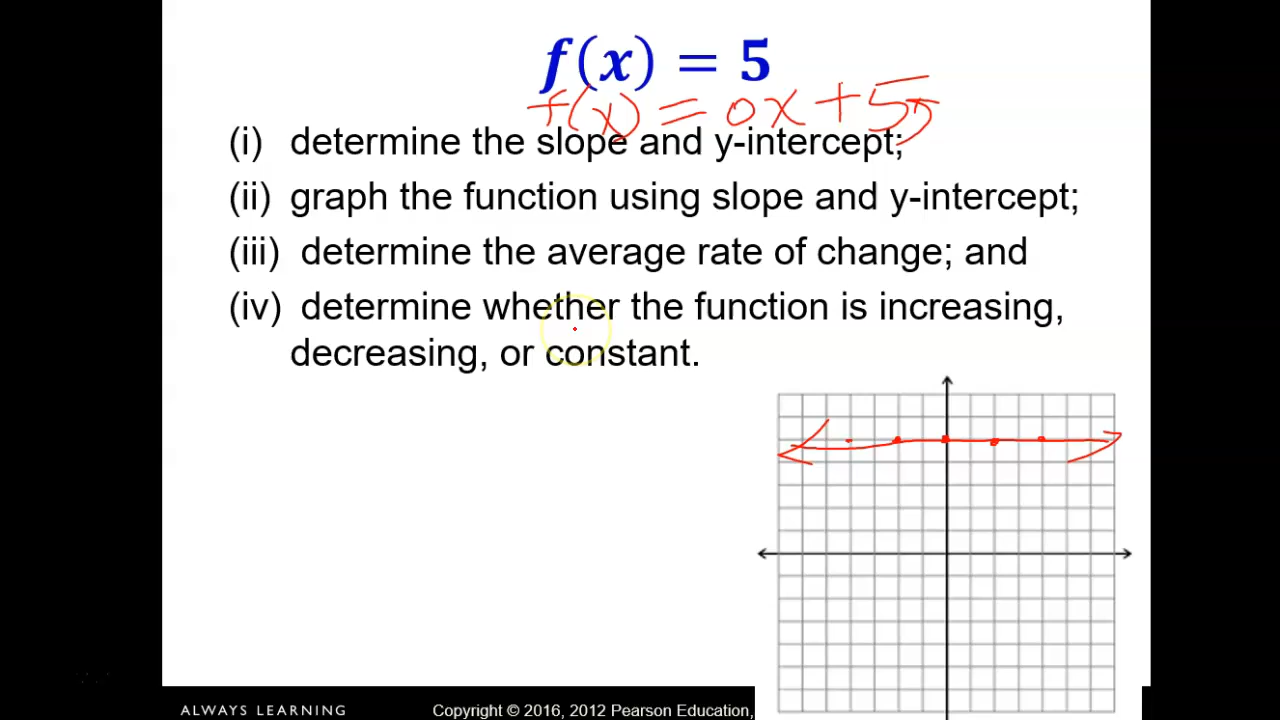 f(x) = 5
f(x) = 0x + 5
(i) determine the slope and y-intercept;
(ii) graph the function using slope and y-intercept;
(iii) determine the average rate of change; and
(iv) determine whether the function is increasing,
decreasing, or constant.
ALWAYS LEARNING
Copyright © 2016, 2012 Pearson Education,